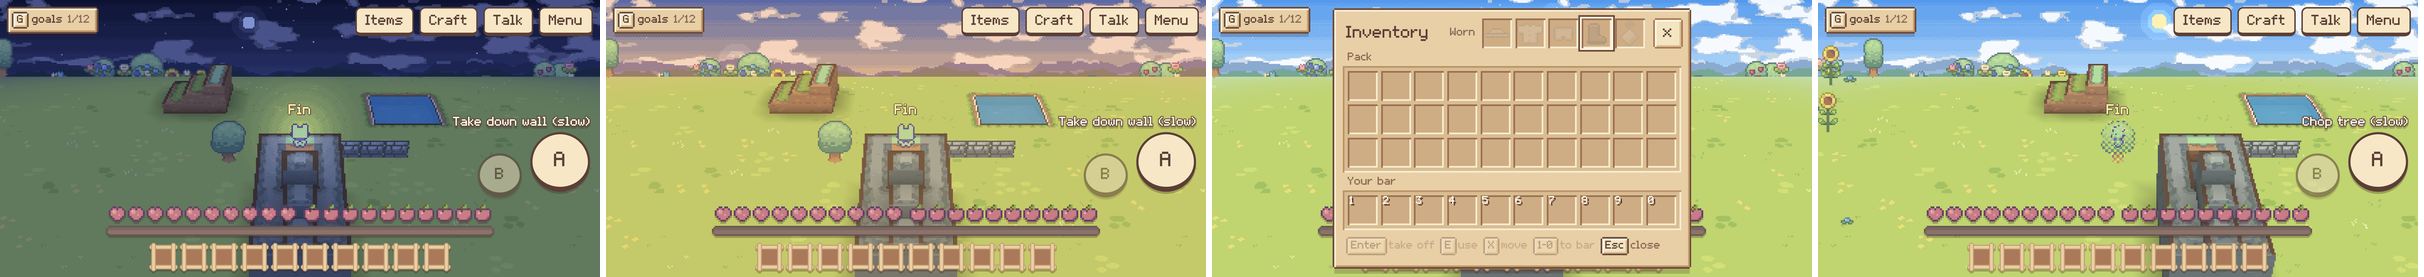 G goals 1/12
Items Craft Talk Menu
Fin
Take down wall (slow)
B A
G goals 1/12
Items Craft Talk Menu
Fin
Take down wall (slow)
B A
G goals 1/12
Inventory Worn X
Pack
Your bar
1 2 3 4 5 6 7 8 9 0
Enter take off E use X move 1-0 to bar Esc close
G goals 1/12
Items Craft Talk Menu
Fin
Chop tree (slow)
B A